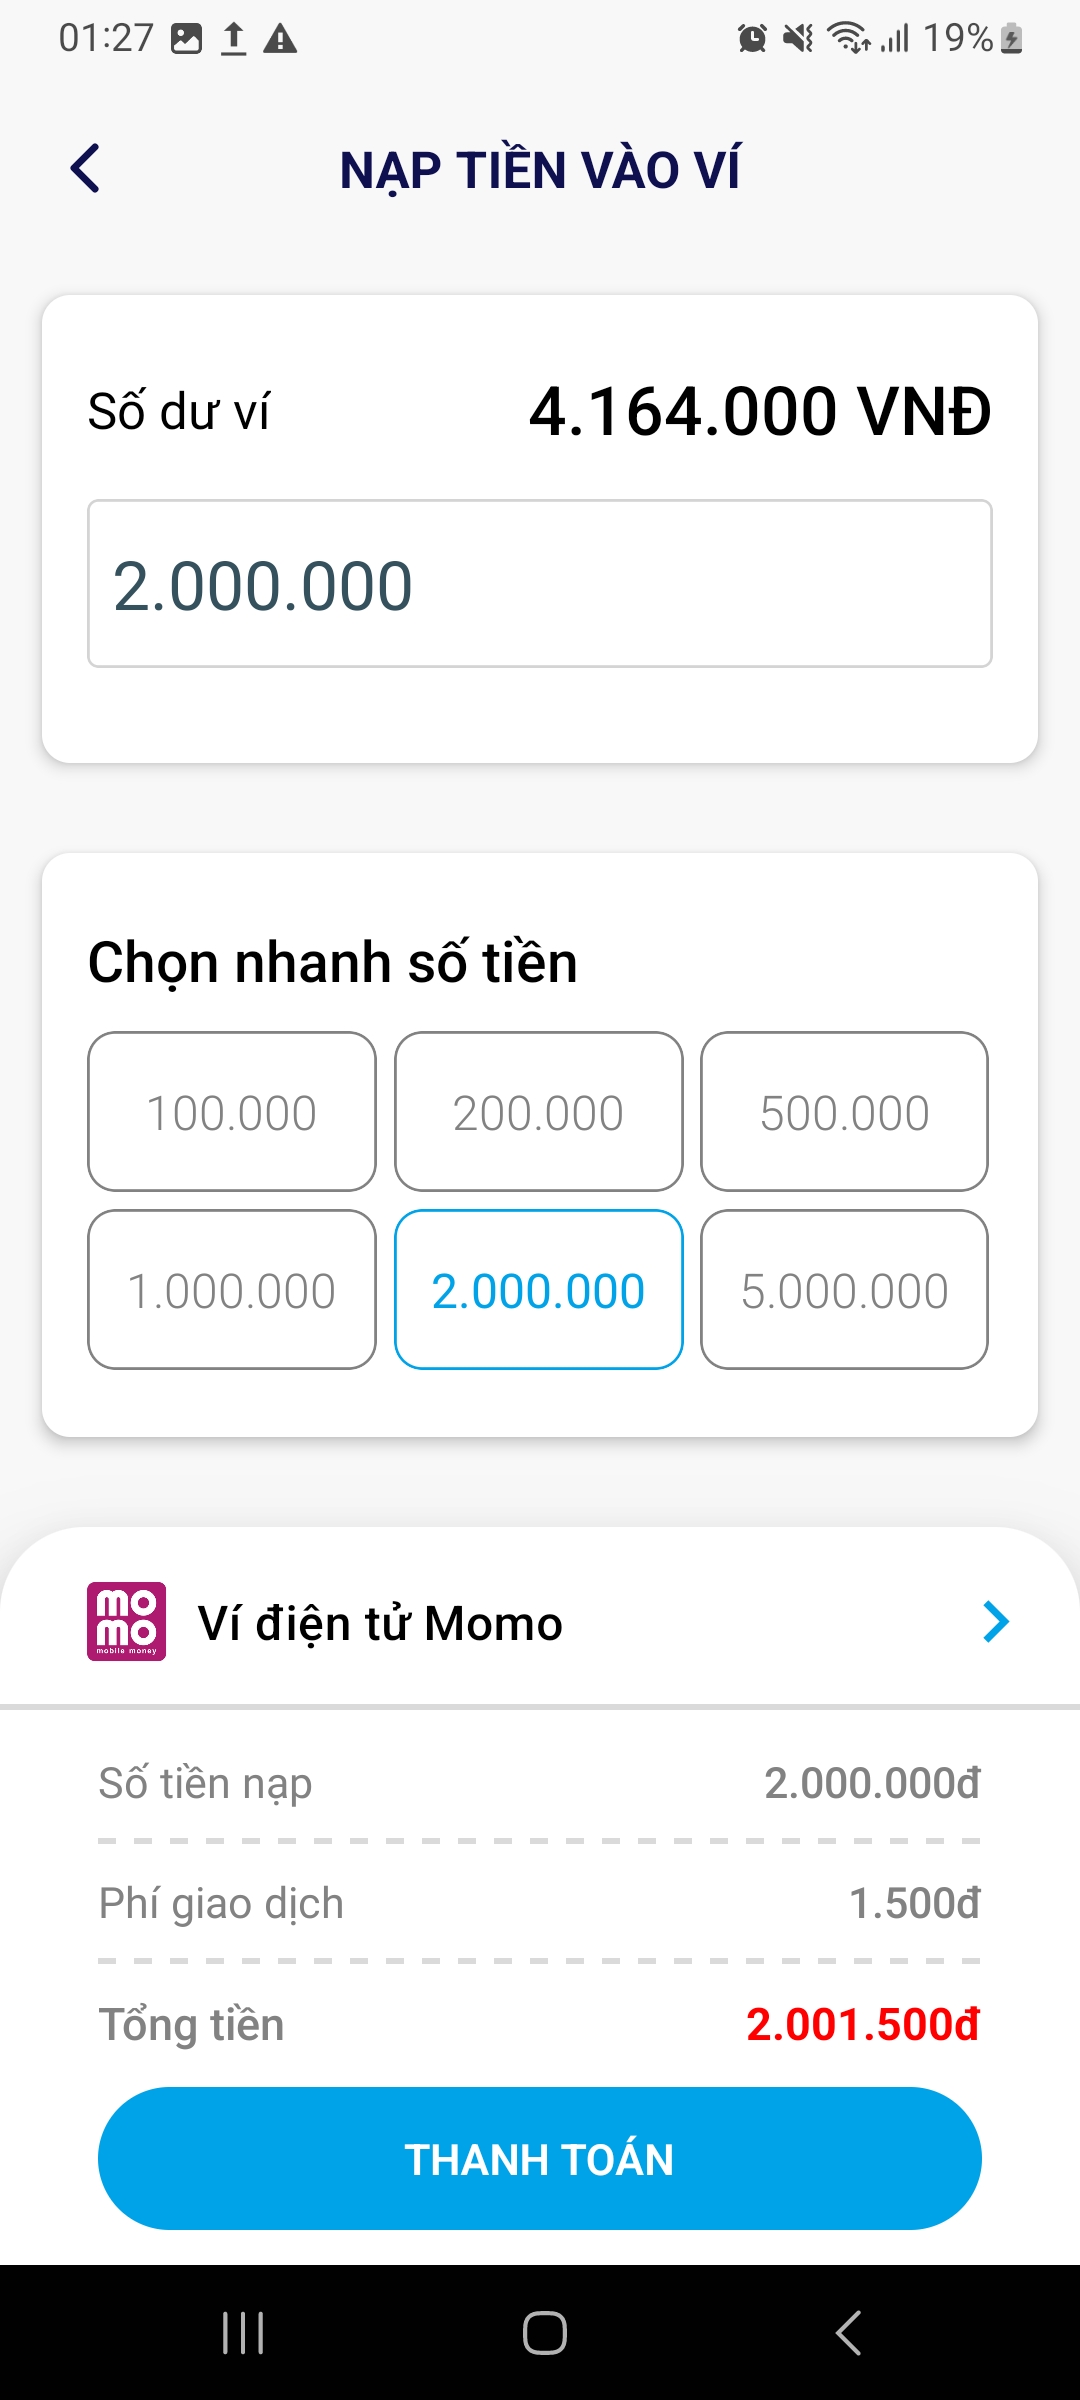 01:27 19%
NẠP TIỀN VÀO VÍ
Số dư ví 4.164.000 VNĐ
2.000.000
Chọn nhanh số tiền
100.000 200.000 500.000
1.000.000 2.000.000 5.000.000
mo
mo
mobile money
Ví điện tử Momo
Số tiền nạp 2.000.000đ
Phí giao dịch 1.500đ
Tổng tiền 2.001.500đ
THANH TOÁN